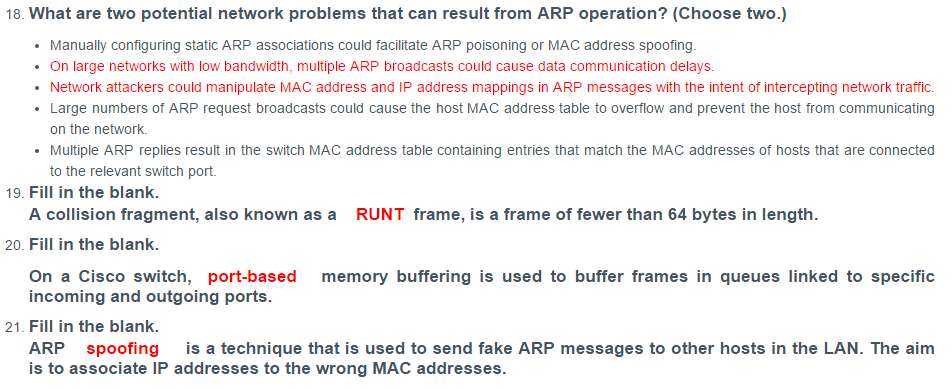 18. What are two potential network problems that can result from ARP operation? (Choose two.)
• Manually configuring static ARP associations could facilitate ARP poisoning or MAC address spoofing.
• On large networks with low bandwidth, multiple ARP broadcasts could cause data communication delays.
• Network attackers could manipulate MAC address and IP address mappings in ARP messages with the intent of intercepting network traffic.
• Large numbers of ARP request broadcasts could cause the host MAC address table to overflow and prevent the host from communicating
on the network.
• Multiple ARP replies result in the switch MAC address table containing entries that match the MAC addresses of hosts that are connected
to the relevant switch port.
19. Fill in the blank.
A collision fragment, also known as a RUNT frame, is a frame of fewer than 64 bytes in length.
20. Fill in the blank.
On a Cisco switch, port-based memory buffering is used to buffer frames in queues linked to specific
incoming and outgoing ports.
21. Fill in the blank.
ARP spoofing is a technique that is used to send fake ARP messages to other hosts in the LAN. The aim
is to associate IP addresses to the wrong MAC addresses.